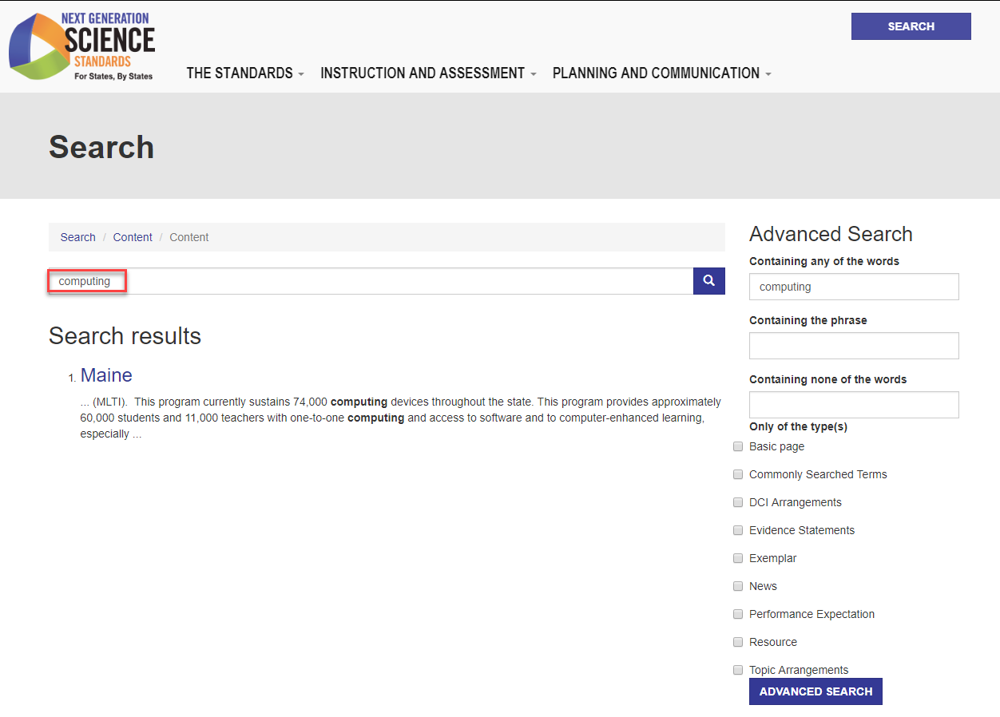 NEXT GENERATION
SCIENCE
STANDARDS
For States, By States
SEARCH
THE STANDARDS INSTRUCTION AND ASSESSMENT PLANNING AND COMMUNICATION
Search
Search / Content / Content
computing
Search results
1. Maine
... (MLTI).  This program currently sustains 74,000 computing devices throughout the state. This program provides approximately
60,000 students and 11,000 teachers with one-to-one computing and access to software and to computer-enhanced learning,
especially ...
Advanced Search
Containing any of the words
computing
Containing the phrase
Containing none of the words
Only of the type(s)
Basic page
Commonly Searched Terms
DCI Arrangements
Evidence Statements
Exemplar
News
Performance Expectation
Resource
Topic Arrangements
ADVANCED SEARCH